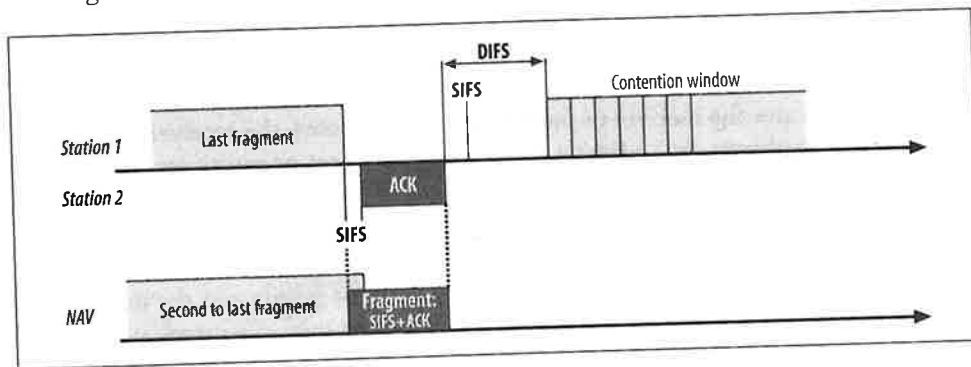 DIFS
SIFS
Contention window
Station 1
Last fragment
Station 2
ACK
SIFS
NAV
Second to last fragment
Fragment:
SIFS+ACK